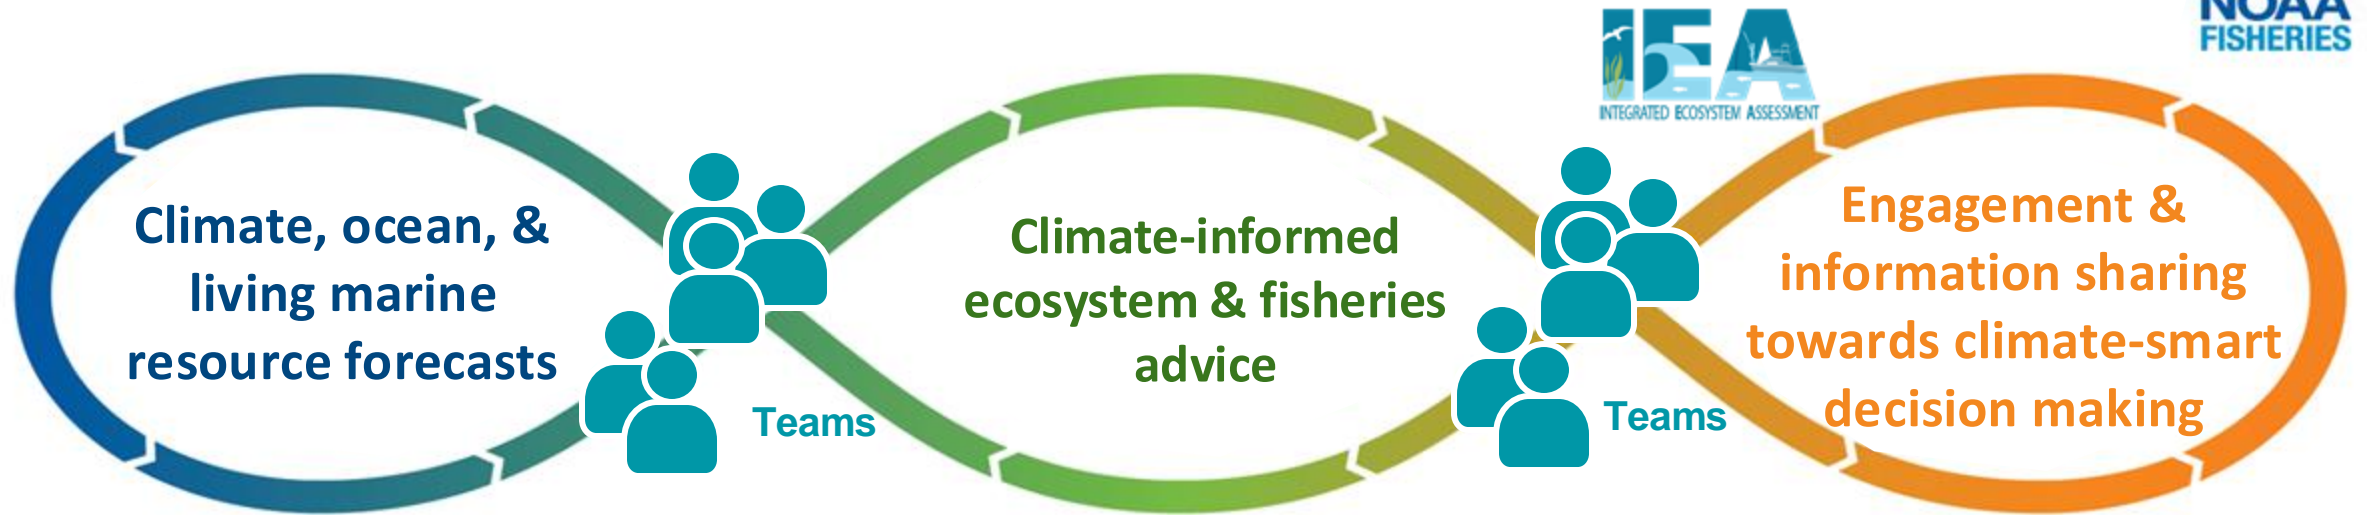 IEA
INTEGRATED ECOSYSTEM ASSESSMENT
NOAA
FISHERIES
Climate, ocean, &
living marine
resource forecasts
Teams
Climate-informed
ecosystem & fisheries
advice
Teams
Engagement &
information sharing
towards climate-smart
decision making